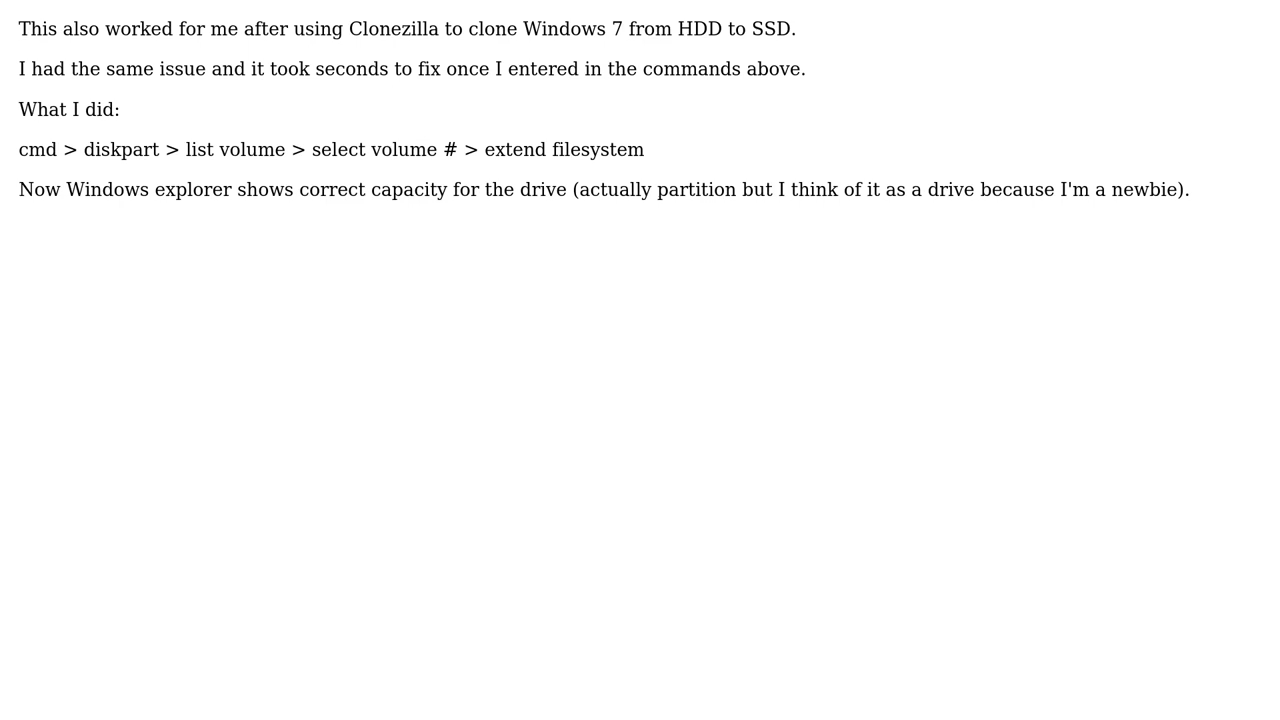 This also worked for me after using Clonezilla to clone Windows 7 from HDD to SSD.
I had the same issue and it took seconds to fix once I entered in the commands above.
What I did:
cmd > diskpart > list volume > select volume # > extend filesystem
Now Windows explorer shows correct capacity for the drive (actually partition but I think of it as a drive because I'm a newbie).